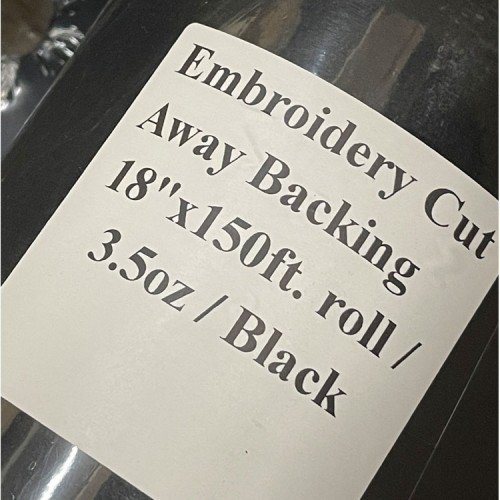 Embroidery Cut
Away Backing
18"x150ft. roll /
3.5oz / Black